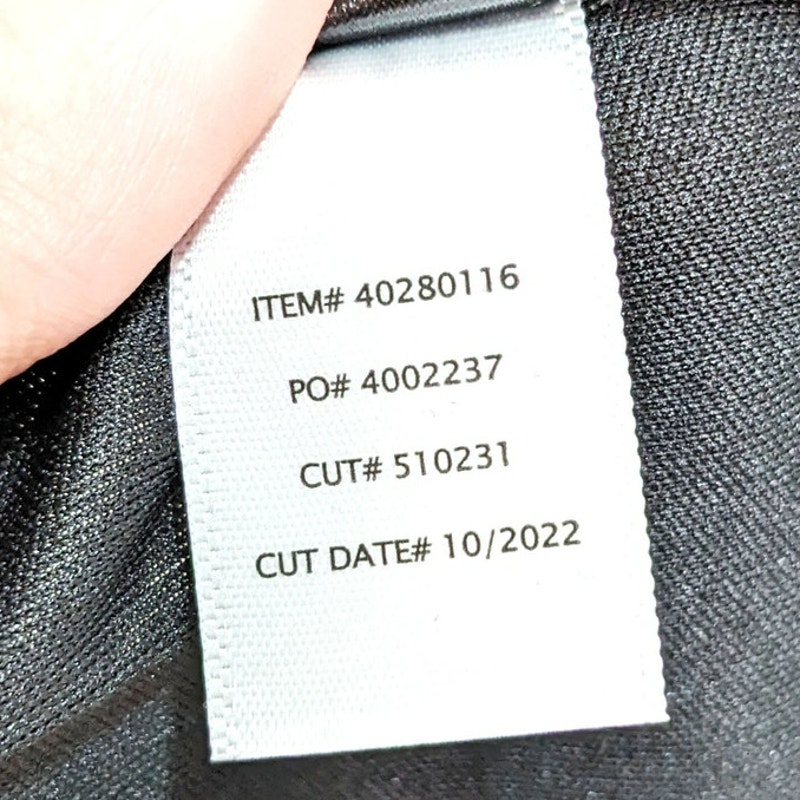 ITEM# 40280116
PO# 4002237
CUT# 510231
CUT DATE# 10/2022